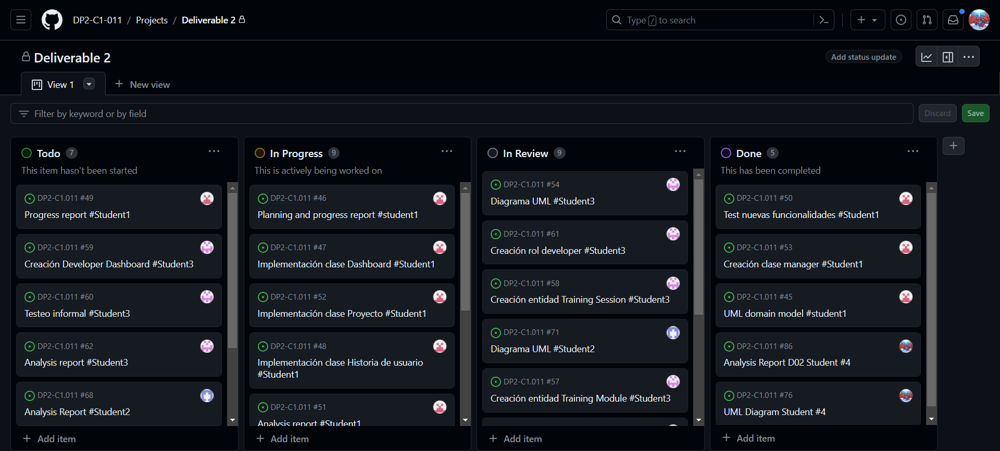 DP2-C1-011 / Projects / Deliverable 2
Type / to search
Deliverable 2
Add status update
View 1
New view
Filter by keyword or by field
Discard
Save
Todo 7
This item hasn't been started
DP2-C1.011 #49
Progress report #Student1
DP2-C1.011 #59
Creación Developer Dashboard #Student3
DP2-C1.011 #60
Testeo informal #Student3
DP2-C1.011 #62
Analysis report #Student3
DP2-C1.011 #68
Analysis Report #Student2
Add item
In Progress 9
This is actively being worked on
DP2-C1.011 #46
Planning and progress report #student1
DP2-C1.011 #47
Implementación clase Dashboard #Student1
DP2-C1.011 #52
Implementación clase Proyecto #Student1
DP2-C1.011 #48
Implementación clase Historia de usuario
#Student1
DP2-C1.011 #51
Analysis report #Student1
Add item
In Review 9
DP2-C1.011 #54
Diagrama UML #Student3
DP2-C1.011 #61
Creación rol developer #Student3
DP2-C1.011 #58
Creación entidad Training Session #Student3
DP2-C1.011 #71
Diagrama UML #Student2
DP2-C1.011 #57
Creación entidad Training Module #Student3
Add item
Done 5
This has been completed
DP2-C1.011 #50
Test nuevas funcionalidades #Student1
DP2-C1.011 #53
Creación clase manager #Student1
DP2-C1.011 #45
UML domain model #student1
DP2-C1.011 #86
Analysis Report D02 Student #4
DP2-C1.011 #76
UML Diagram Student #4
Add item